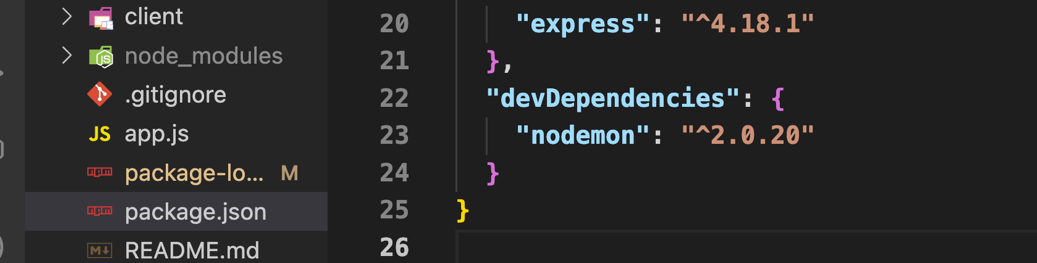 client
node_modules
.gitignore
JS app.js
package-lo... M
package.json
README.md
20 "express": "^4.18.1"
21 },
22 "devDependencies": {
23 "nodemon": "^2.0.20"
24 }
25 }
26